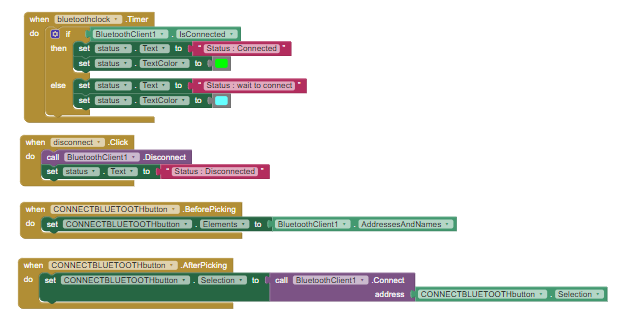 when bluetoothclock .Timer
do if BluetoothClient1 . IsConnected
then set status . Text to " Status : Connected "
set status . TextColor to
else set status . Text to " Status : wait to connect "
set status . TextColor to
when disconnect .Click
do call BluetoothClient1 .Disconnect
set status . Text to " Status : Disconnected "
when CONNECTBLUETOOTHbutton .BeforePicking
do set CONNECTBLUETOOTHbutton . Elements to BluetoothClient1 . AddressesAndNames
when CONNECTBLUETOOTHbutton .AfterPicking
do set CONNECTBLUETOOTHbutton . Selection to call BluetoothClient1 .Connect
address CONNECTBLUETOOTHbutton . Selection